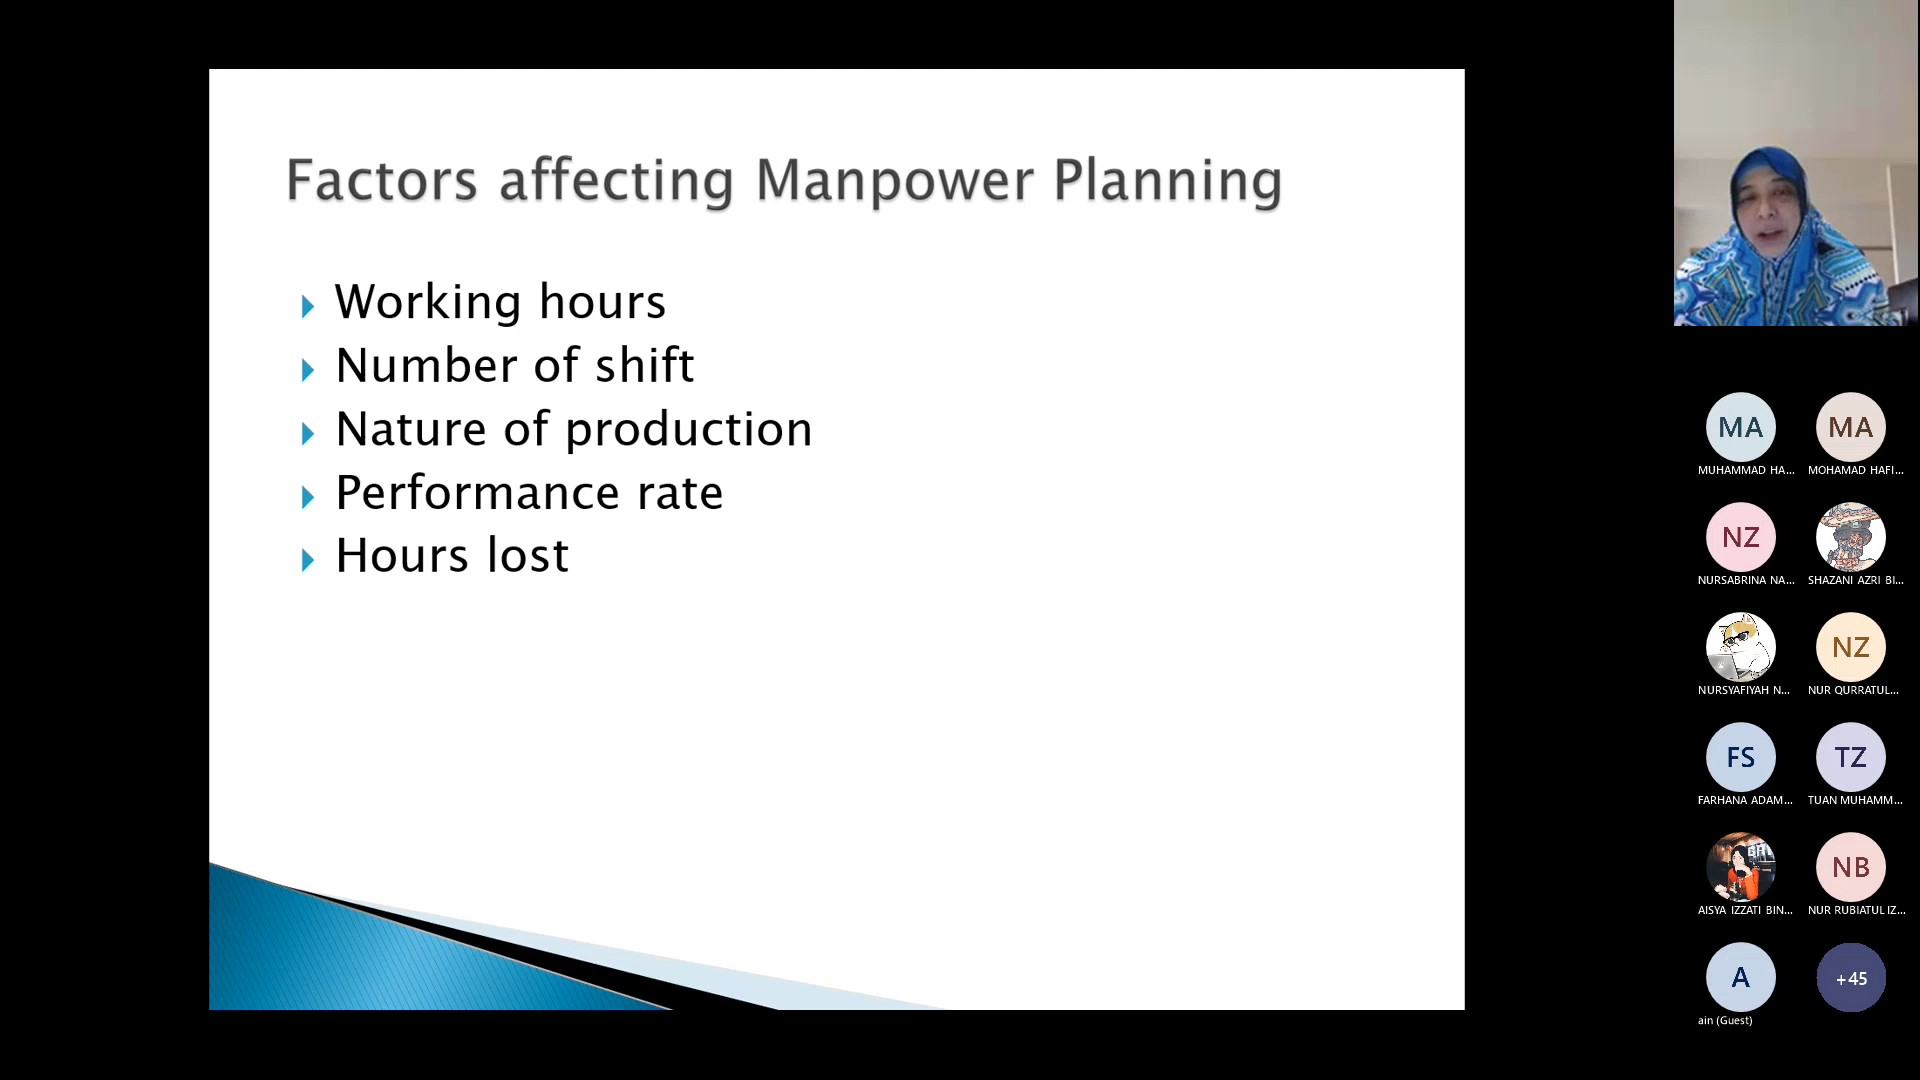 Factors affecting Manpower Planning
Working hours
Number of shift
Nature of production
Performance rate
Hours lost
MA
MUHAMMAD HA...
MA
MOHAMAD HAFI...
NZ
NURSABRINA NA...
SHAZANI AZRI BI...
NURSYAFIYAH N...
NZ
NUR QURRATUL...
FS
FARHANA ADAM...
TZ
TUAN MUHAMM...
AISYA IZZATI BIN...
NB
NUR RUBIATUL IZ...
A
ain (Guest)
+45